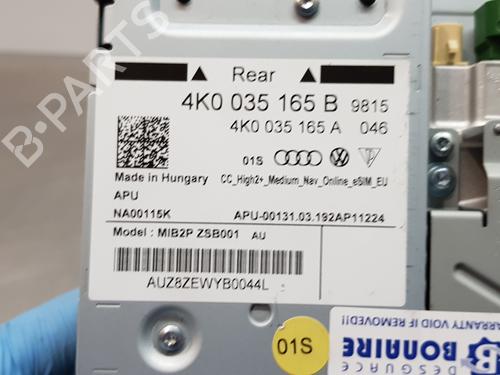 Rear
4K0 035 165 B 9815
4K0 035 165 A 046
01S
Made in Hungary CC_High2+_Medium_Nav_Online_eSIM_EU
APU
NA00115K APU-00131.03.192AP11224
Model : MIB2P ZSB001 AU
AUZ8ZEWYB0044L
01S
WARRANTY VOID IF REMOVED!!
DESGUACE
BONAIRE
B-PARTS